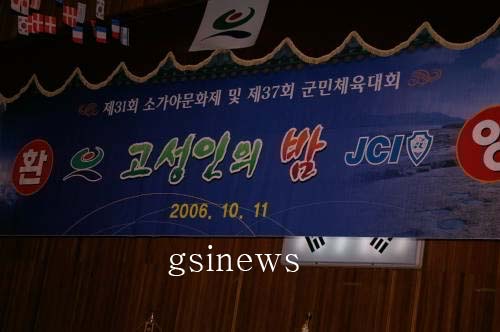 제31회 소가야문화제 및 제37회 군민체육대회
환 고성인의 밤 JCI
2006. 10. 11
gsinews